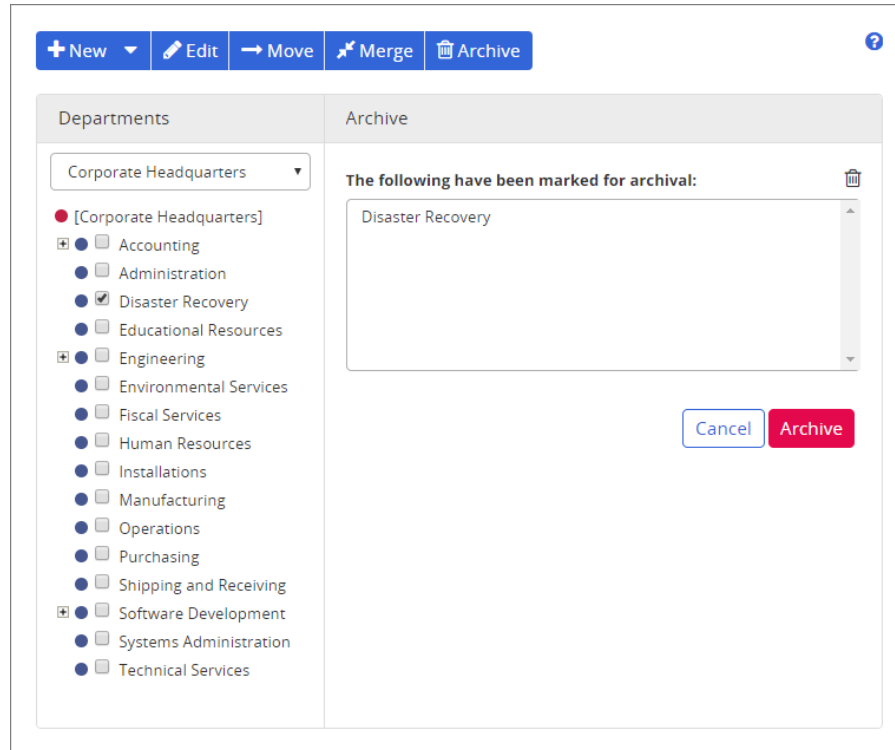 New Edit Move Merge Archive
Departments
Archive
Corporate Headquarters
The following have been marked for archival:
Disaster Recovery
[Corporate Headquarters]
Accounting
Administration
Disaster Recovery
Educational Resources
Engineering
Environmental Services
Fiscal Services
Human Resources
Installations
Manufacturing
Operations
Purchasing
Shipping and Receiving
Software Development
Systems Administration
Technical Services
Cancel Archive